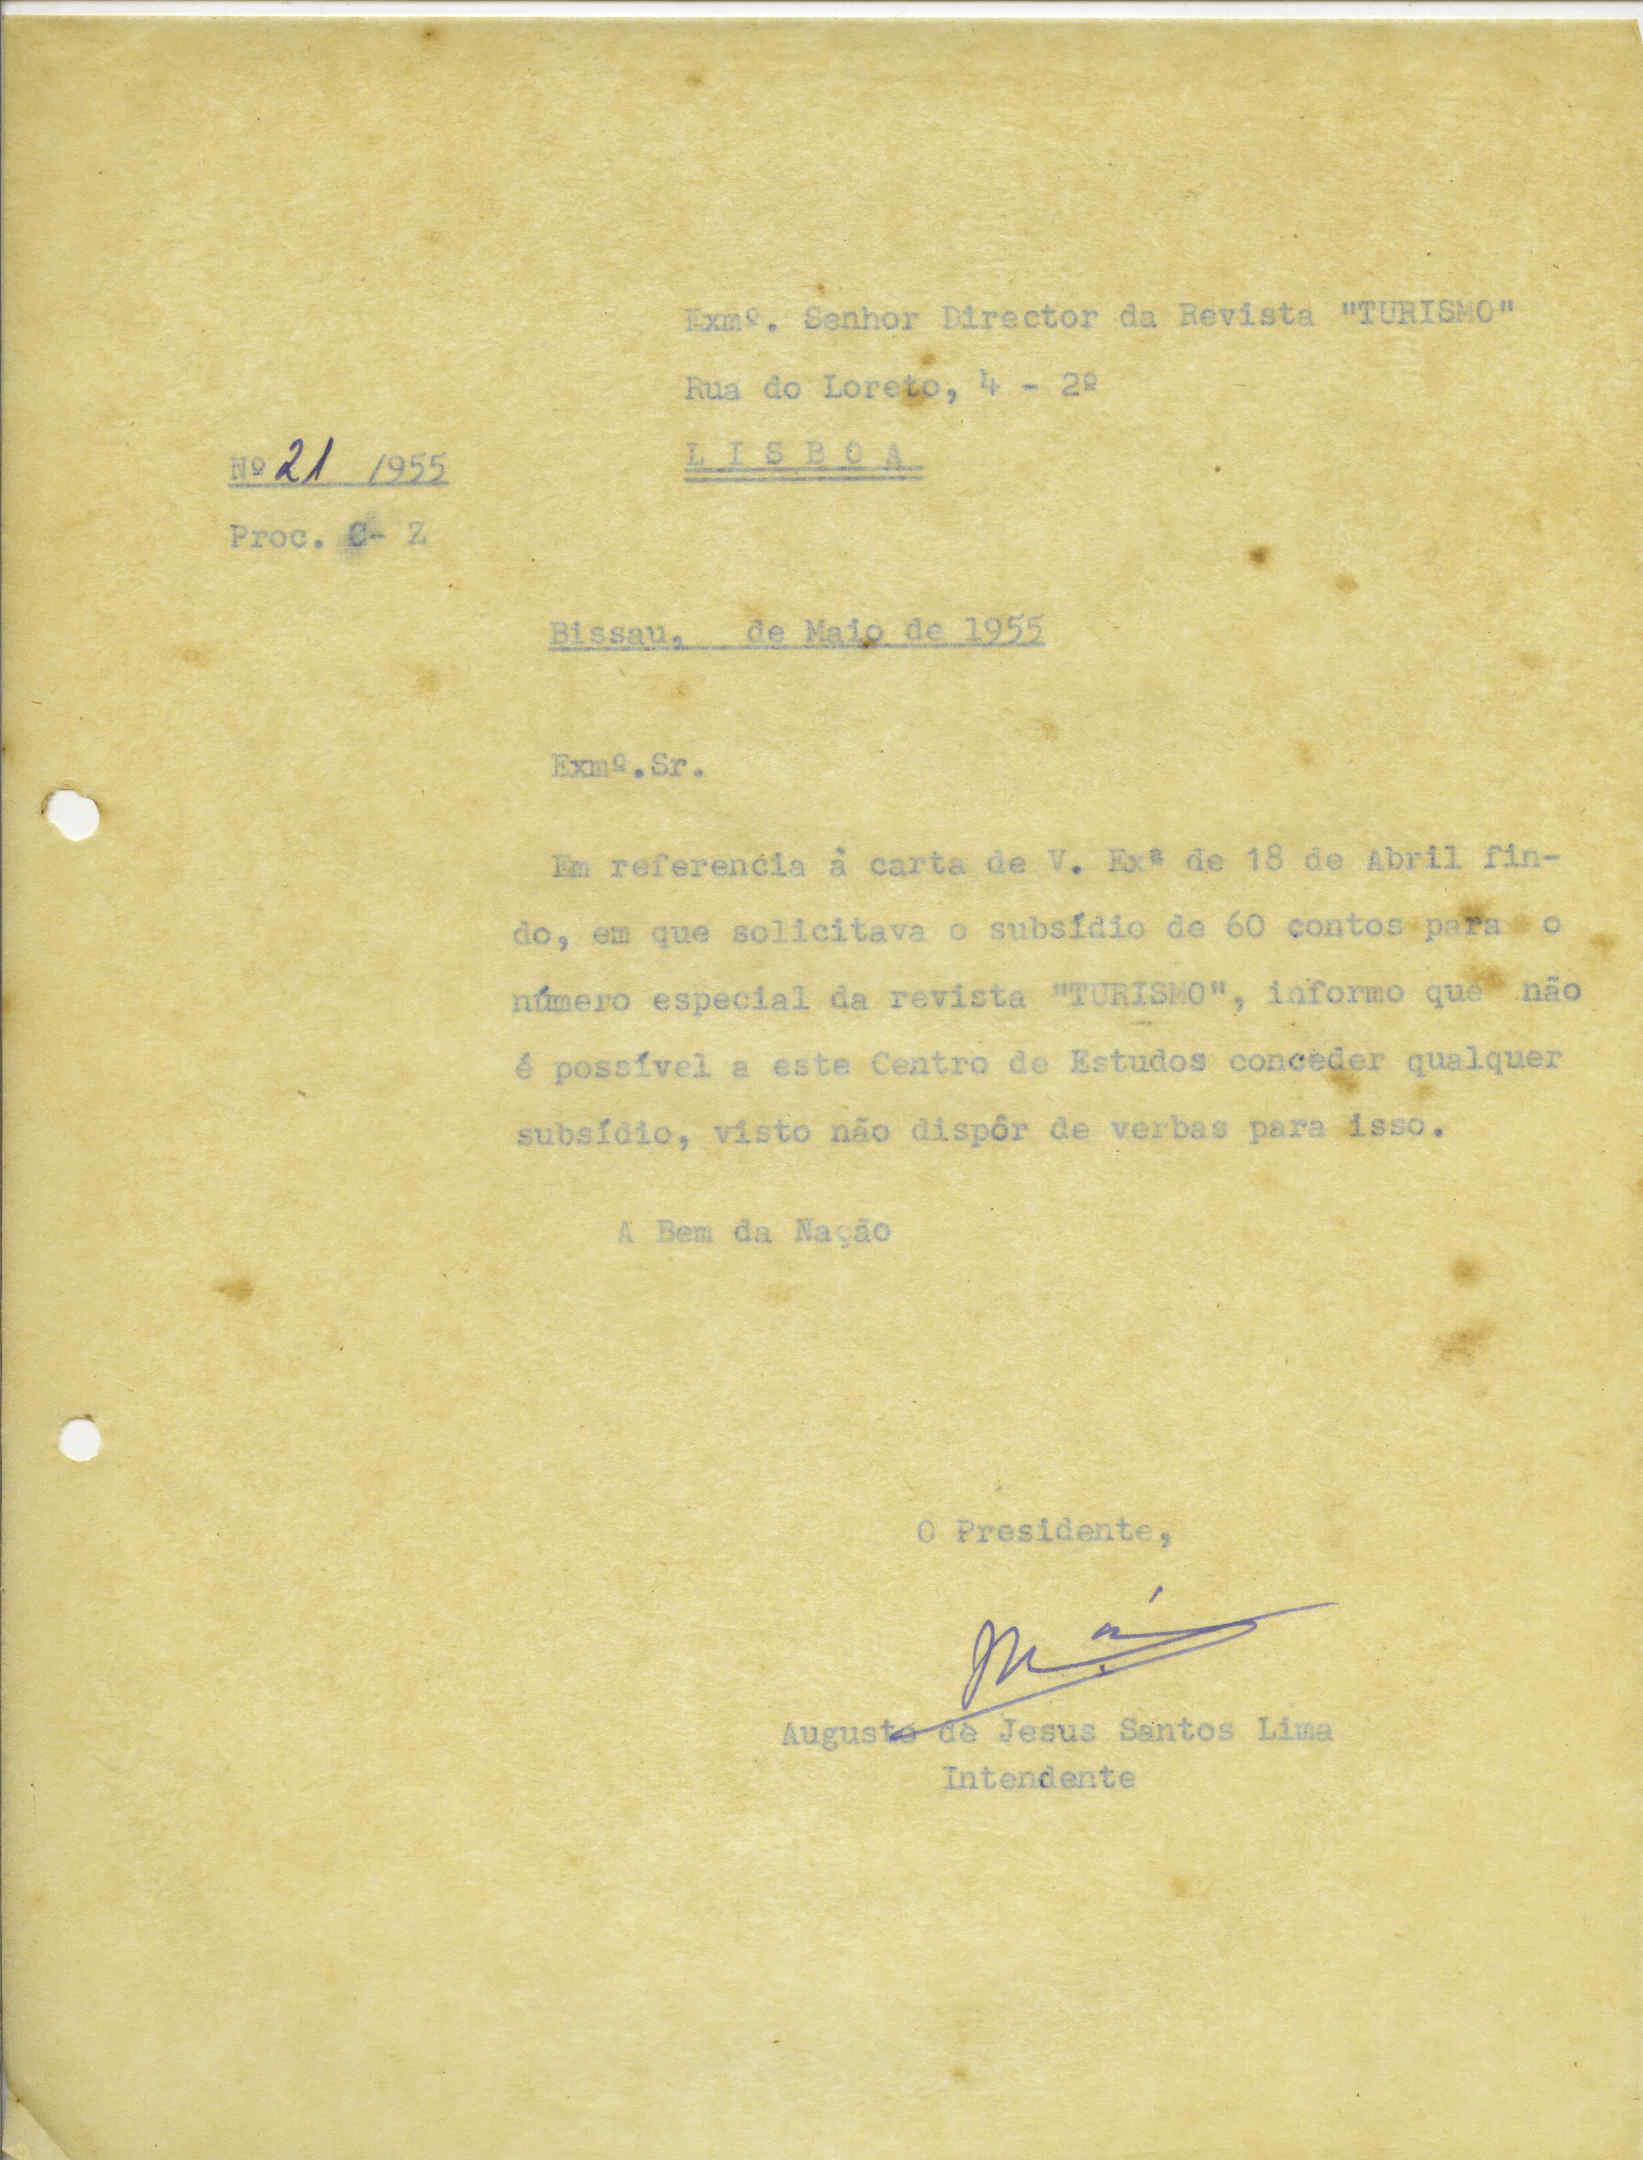 Exmº. Senhor Director da Revista "TURISMO"
Rua do Loreto, 4 - 2º
L I S B O A
Nº 21 /955
Proc. C- Z
Bissau,   de Maio de 1955
Exmº.Sr.
Em referencia à carta de V. Exª de 18 de Abril fin-
do, em que solicitava o subsídio de 60 contos para o
número especial da revista "TURISMO", informo que não
é possível a este Centro de Estudos conceder qualquer
subsídio, visto não dispôr de verbas para isso.
A Bem da Nação
O Presidente,
Augusto de Jesus Santos Lima
Intendente